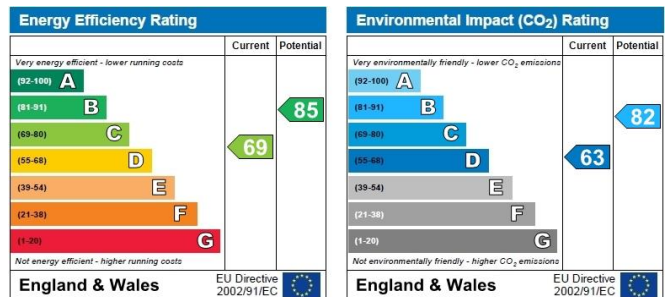 Energy Efficiency Rating
Current Potential
Very energy efficient - lower running costs
(92-100) A
(81-91) B
85
(69-80) C
69
(55-68) D
(39-54) E
(21-38) F
(1-20) G
Not energy efficient - higher running costs
England & Wales
EU Directive
2002/91/EC
Environmental Impact (CO₂) Rating
Current Potential
Very environmentally friendly - lower CO₂ emissions
(92-100) A
(81-91) B
82
(69-80) C
(55-68) D
63
(39-54) E
(21-38) F
(1-20) G
Not environmentally friendly - higher CO₂ emissions
England & Wales
EU Directive
2002/91/EC